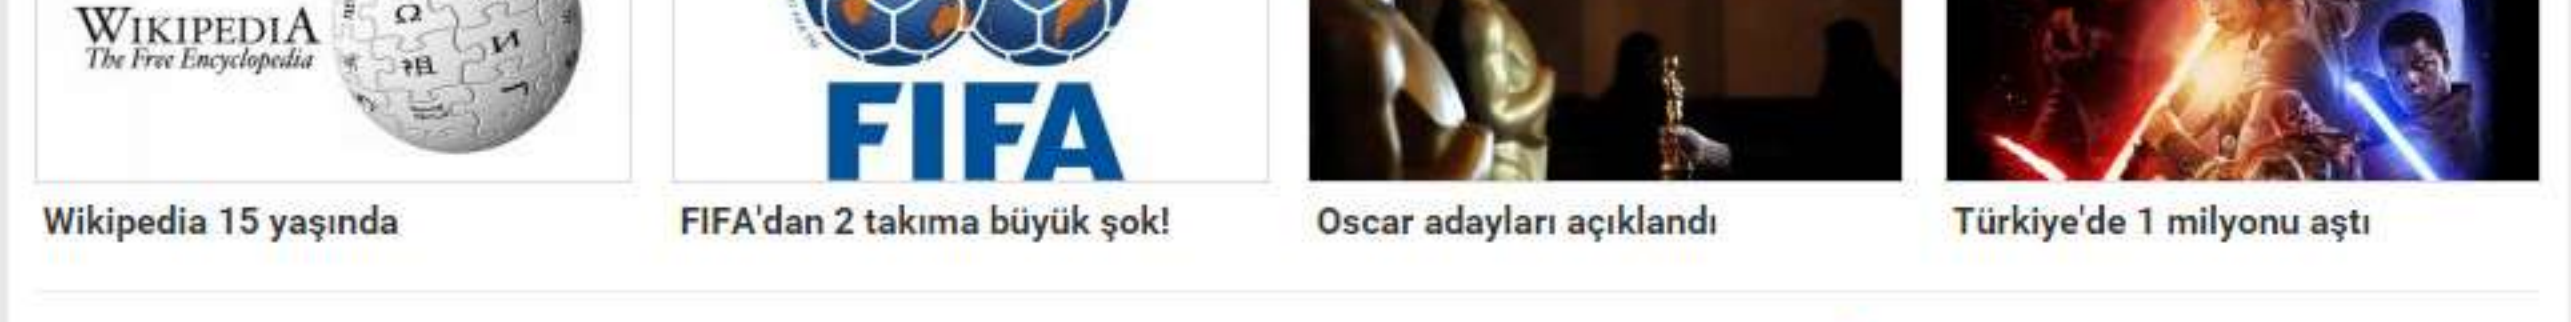 WIKIPEDIA
The Free Encyclopedia
FIFA
Wikipedia 15 yaşında
FIFA'dan 2 takıma büyük şok!
Oscar adayları açıklandı
Türkiye'de 1 milyonu aştı